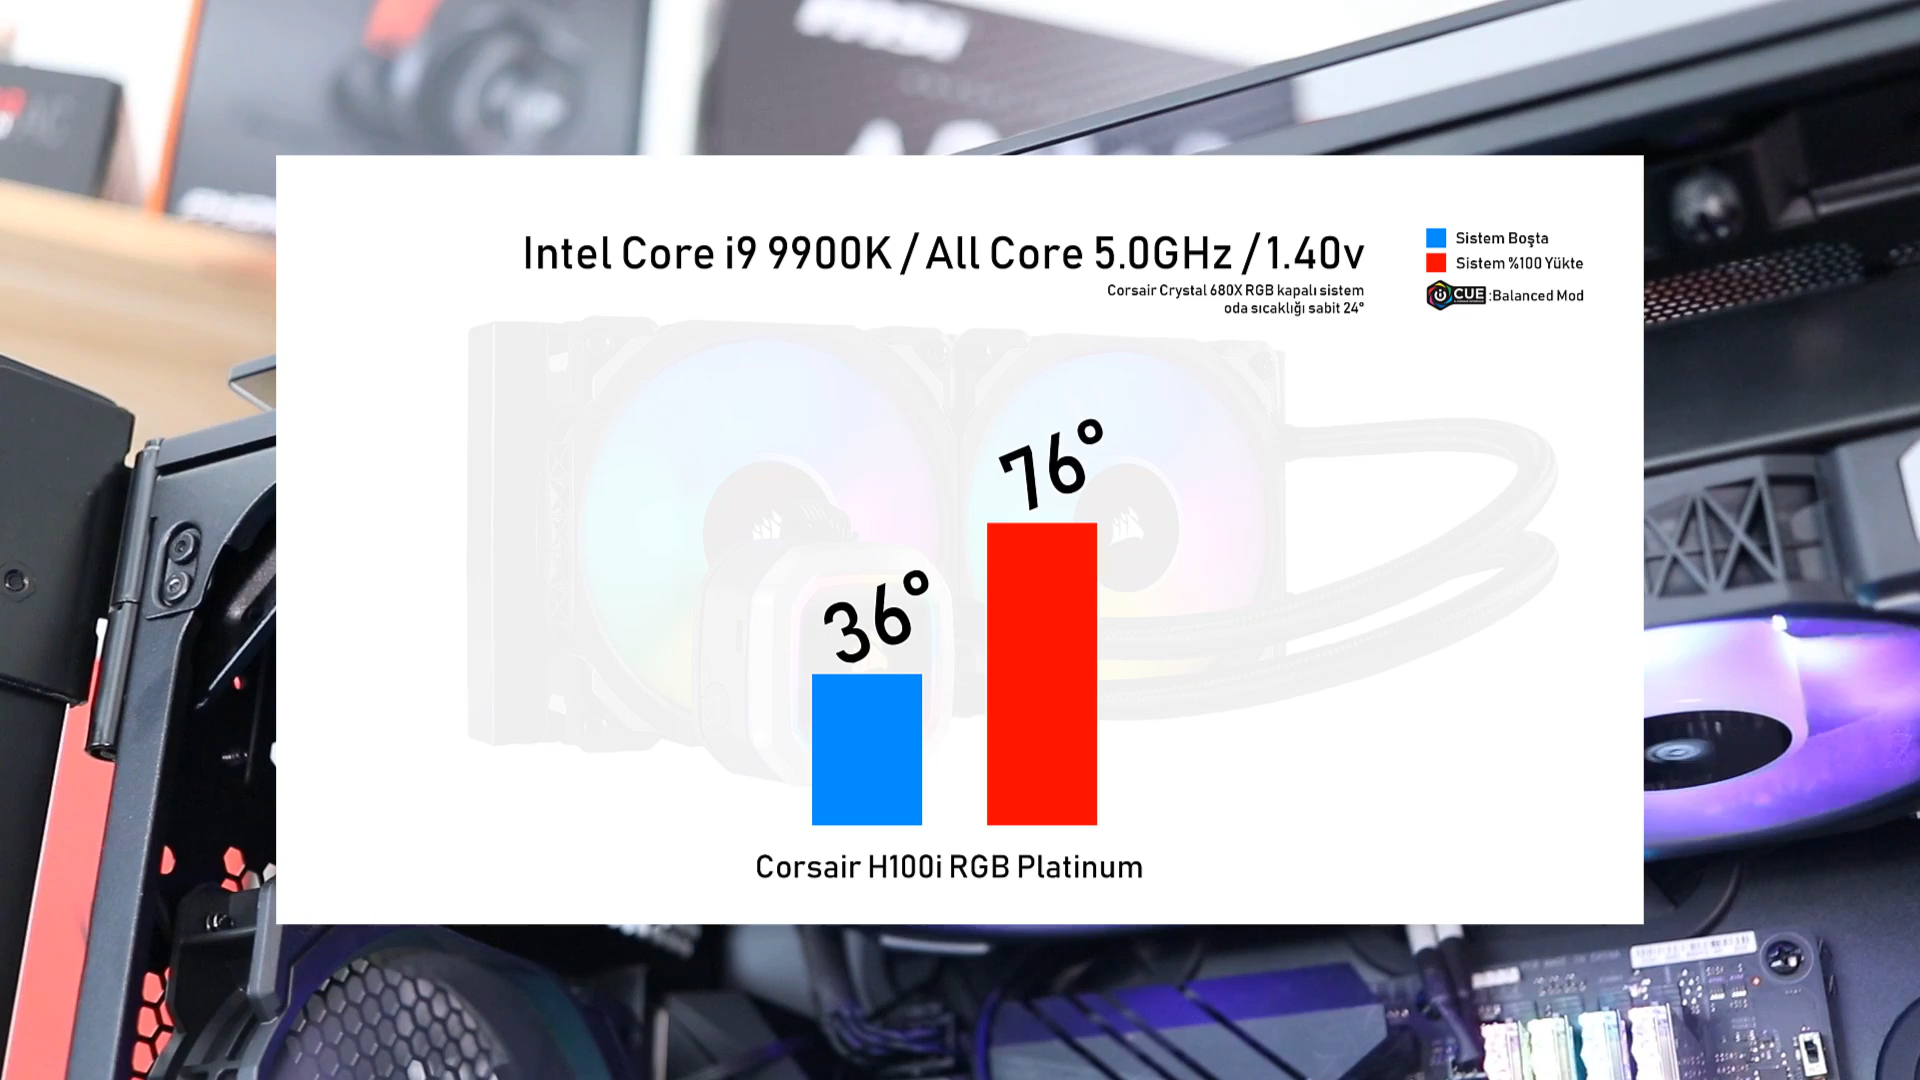 Intel Core i9 9900K / All Core 5.0GHz / 1.40v
Corsair Crystal 680X RGB kapalı sistem
oda sıcaklığı sabit 24°
Sistem Boşta
Sistem %100 Yükte
iCUE :Balanced Mod
76°
36°
Corsair H100i RGB Platinum